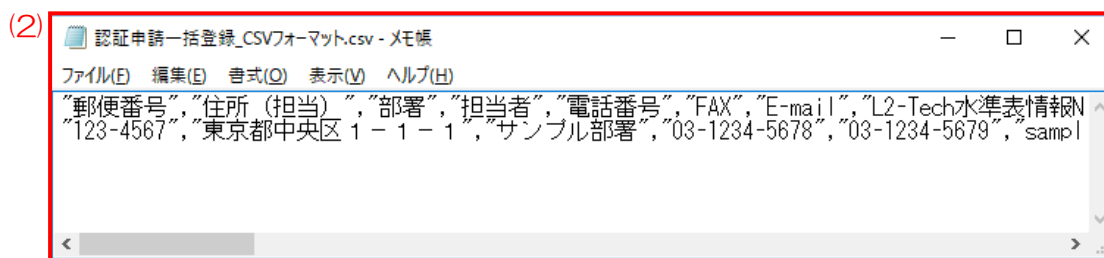 (2)
認証申請一括登録_CSVフォーマット.csv - メモ帳
ファイル(F) 編集(E) 書式(O) 表示(V) ヘルプ(H)
"郵便番号","住所（担当）","部署","担当者","電話番号","FAX","E-mail","L2-Tech水準表情報N
"123-4567","東京都中央区１－１－１","サンプル部署","03-1234-5678","03-1234-5679","sampl